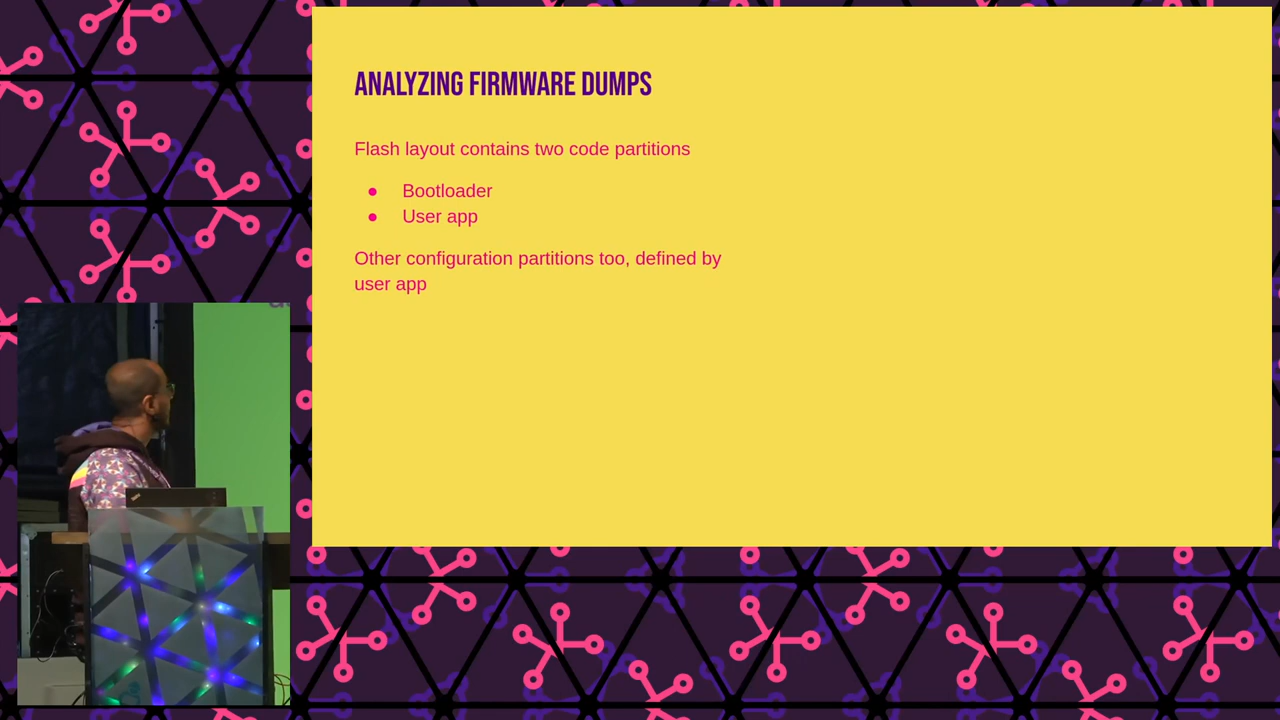 ANALYZING FIRMWARE DUMPS
Flash layout contains two code partitions
● Bootloader
● User app
Other configuration partitions too, defined by
user app